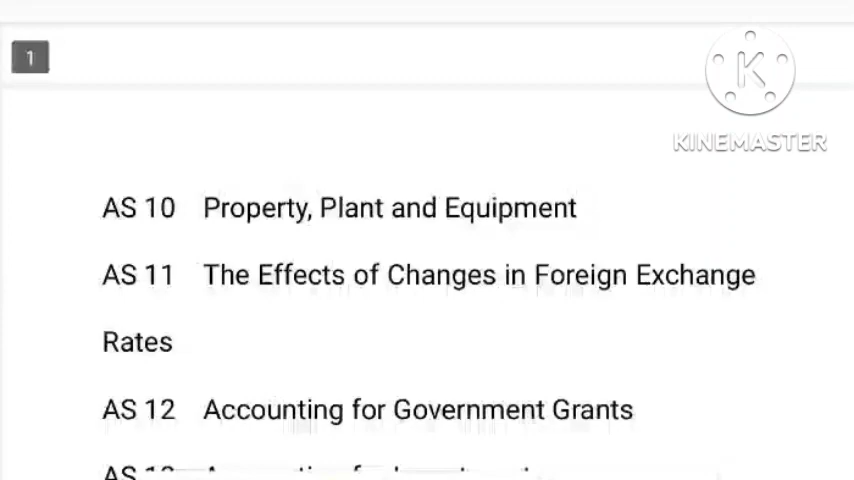 1
KINEMASTER
AS 10 Property, Plant and Equipment
AS 11 The Effects of Changes in Foreign Exchange
Rates
AS 12 Accounting for Government Grants
AS